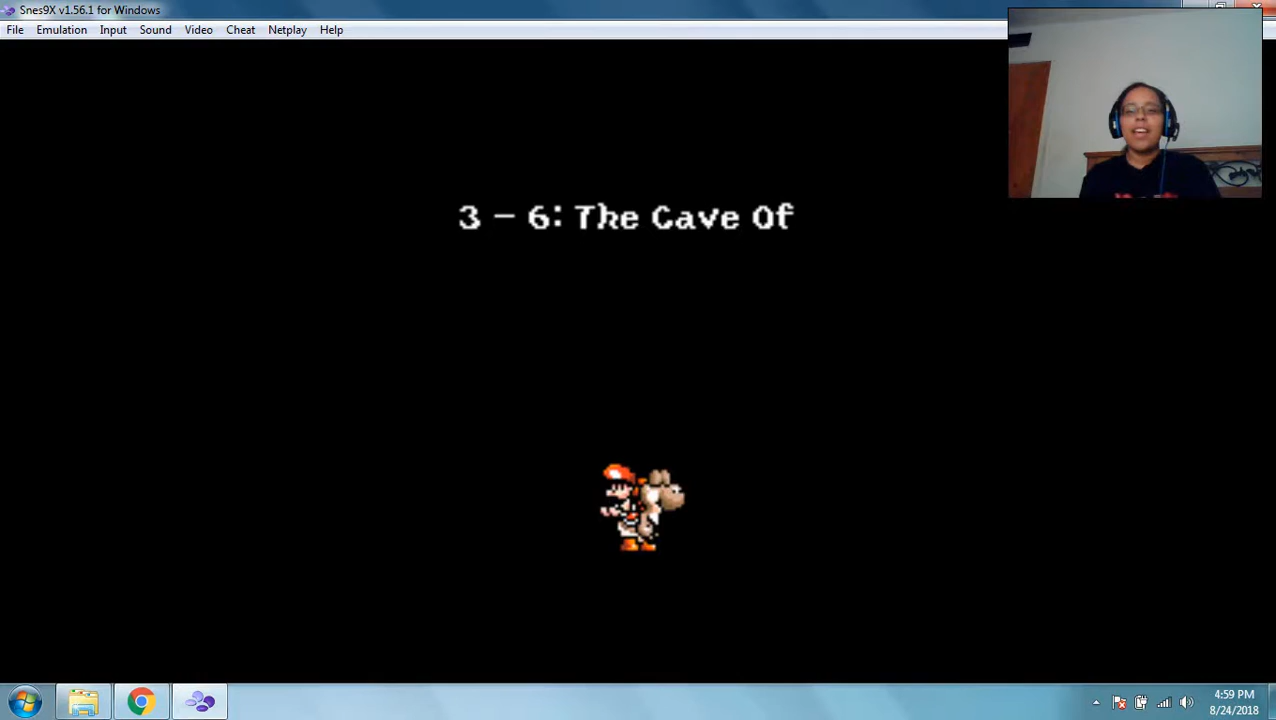 Snes9X v1.56.1 for Windows
File Emulation Input Sound Video Cheat Netplay Help
3 - 6: The Cave Of
4:59 PM
8/24/2018